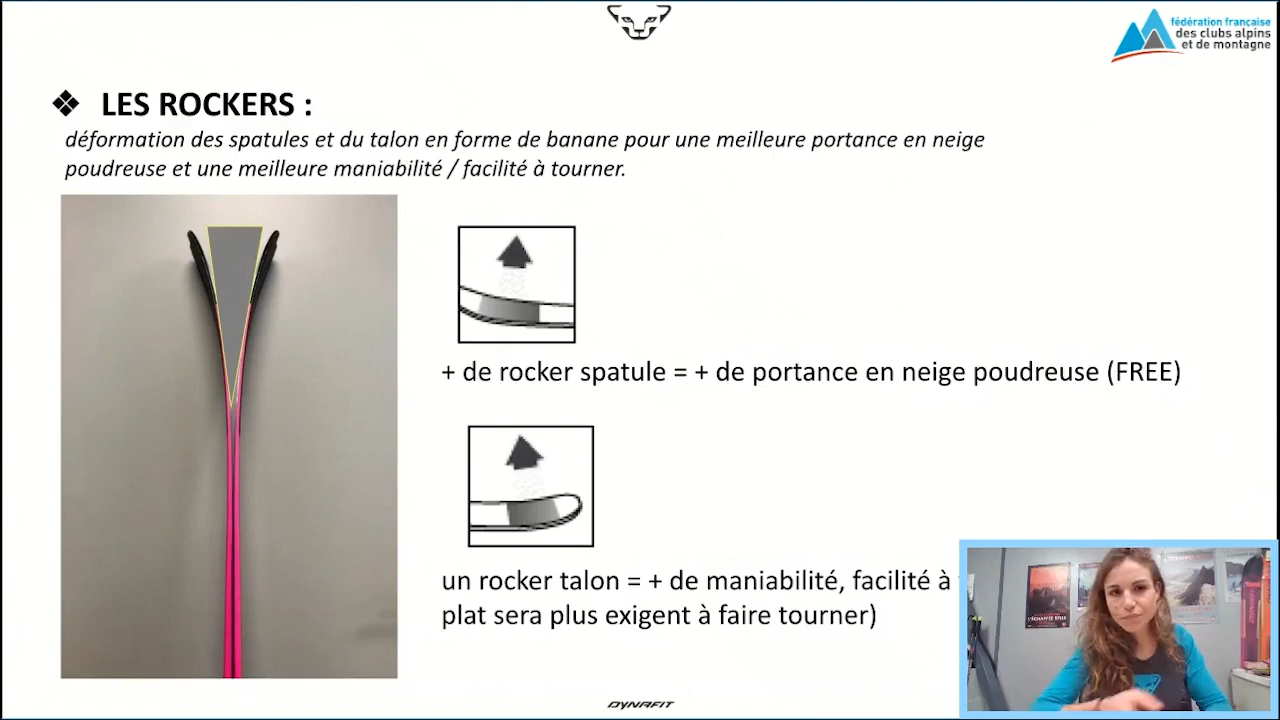 fédération française
des clubs alpins
et de montagne
❖ LES ROCKERS :
déformation des spatules et du talon en forme de banane pour une meilleure portance en neige
poudreuse et une meilleure maniabilité / facilité à tourner.
+ de rocker spatule = + de portance en neige poudreuse (FREE)
un rocker talon = + de maniabilité, facilité à
plat sera plus exigent à faire tourner)
DYNAFIT